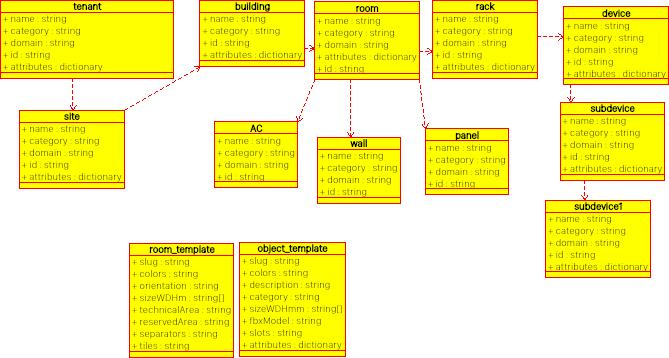 tenant
+ name : string
+ category : string
+ domain : string
+ id : string
+ attributes : dictionary
building
+ name : string
+ category : string
+ id : string
+ attributes : dictionary
room
+ name : string
+ category : string
+ domain : string
+ attributes : dictionary
+ id : string
rack
+ name : string
+ category : string
+ domain : string
+ id : string
+ attributes : dictionary
device
+ name : string
+ category : string
+ domain : string
+ id : string
+ attributes : dictionary
site
+ name : string
+ category : string
+ domain : string
+ id : string
+ attributes : dictionary
AC
+ name : string
+ category : string
+ domain : string
+ id : string
wall
+ name : string
+ category : string
+ domain : string
+ id : string
panel
+ name : string
+ category : string
+ domain : string
+ id : string
subdevice
+ name : string
+ category : string
+ domain : string
+ id : string
+ attributes : dictionary
subdevice1
+ name : string
+ category : string
+ domain : string
+ id : string
+ attributes : dictionary
room_template
+ slug : string
+ colors : string
+ orientation : string
+ sizeWDHm : string[]
+ technicalArea : string
+ reservedArea : string
+ separators : string
+ tiles : string
object_template
+ slug : string
+ colors : string
+ description : string
+ category : string
+ sizeWDHmm : string[]
+ fbxModel : string
+ slots : string
+ attributes : dictionary